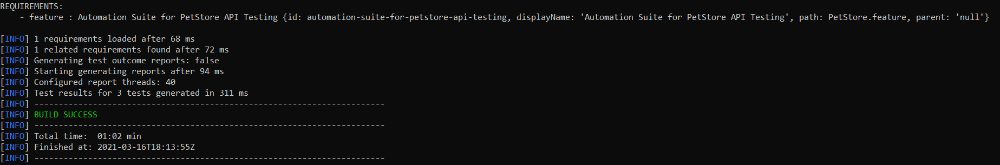 REQUIREMENTS:
    - feature : Automation Suite for PetStore API Testing {id: automation-suite-for-petstore-api-testing, displayName: 'Automation Suite for PetStore API Testing', path: PetStore.feature, parent: 'null'}
[INFO] 1 requirements loaded after 68 ms
[INFO] 1 related requirements found after 72 ms
[INFO] Generating test outcome reports: false
[INFO] Starting generating reports after 94 ms
[INFO] Configured report threads: 40
[INFO] Test results for 3 tests generated in 311 ms
[INFO] ------------------------------------------------------------------------
[INFO] BUILD SUCCESS
[INFO] ------------------------------------------------------------------------
[INFO] Total time:  01:02 min
[INFO] Finished at: 2021-03-16T18:13:55Z
[INFO] ------------------------------------------------------------------------